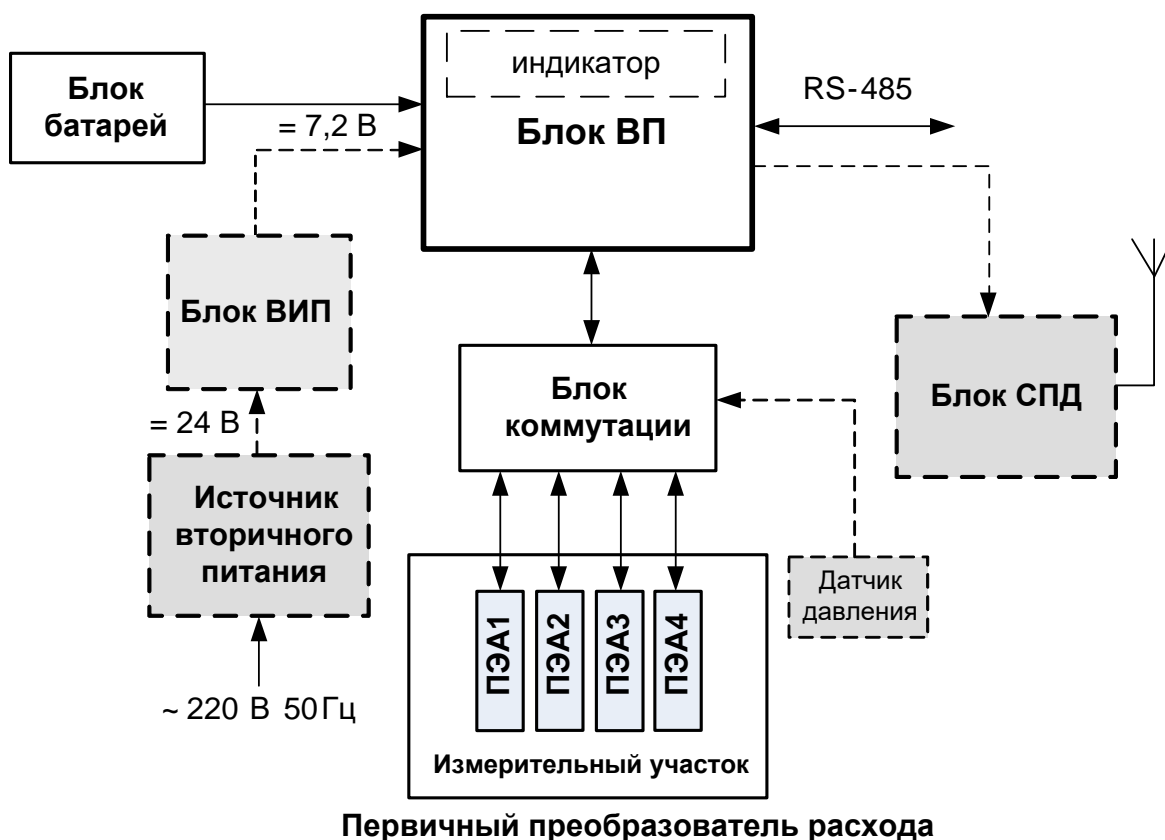 индикатор
Блок ВП
Блок
батарей
= 7,2 В
RS-485
Блок ВИП
= 24 В
Блок
коммутации
Блок СПД
Источник
вторичного
питания
~ 220 В 50 Гц
Датчик
давления
ПЭА1
ПЭА2
ПЭА3
ПЭА4
Измерительный участок
Первичный преобразователь расхода